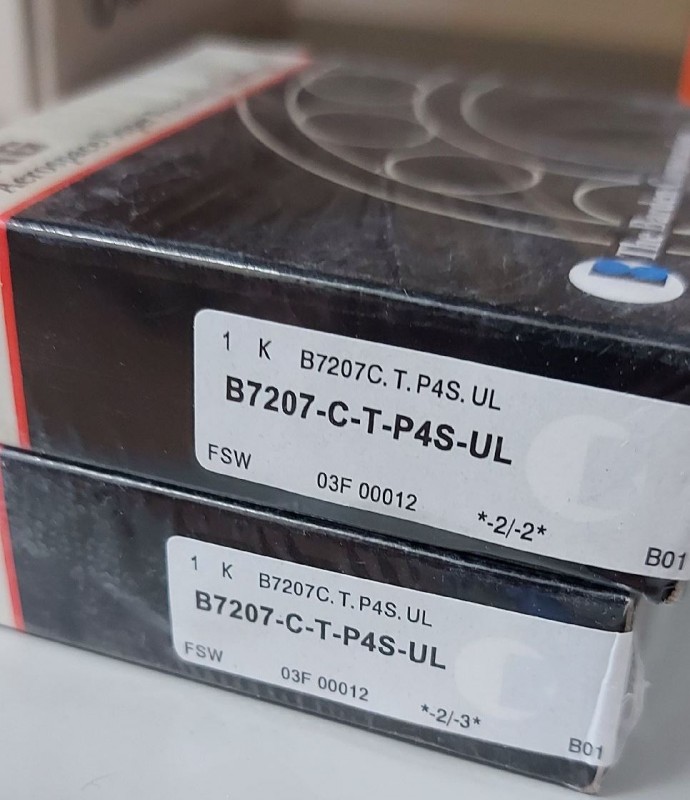 1 K B7207C.T.P4S.UL
B7207-C-T-P4S-UL
FSW 03F 00012 *-2/-2* B01
1 K B7207C.T.P4S.UL
B7207-C-T-P4S-UL
FSW 03F 00012 *-2/-3* B01